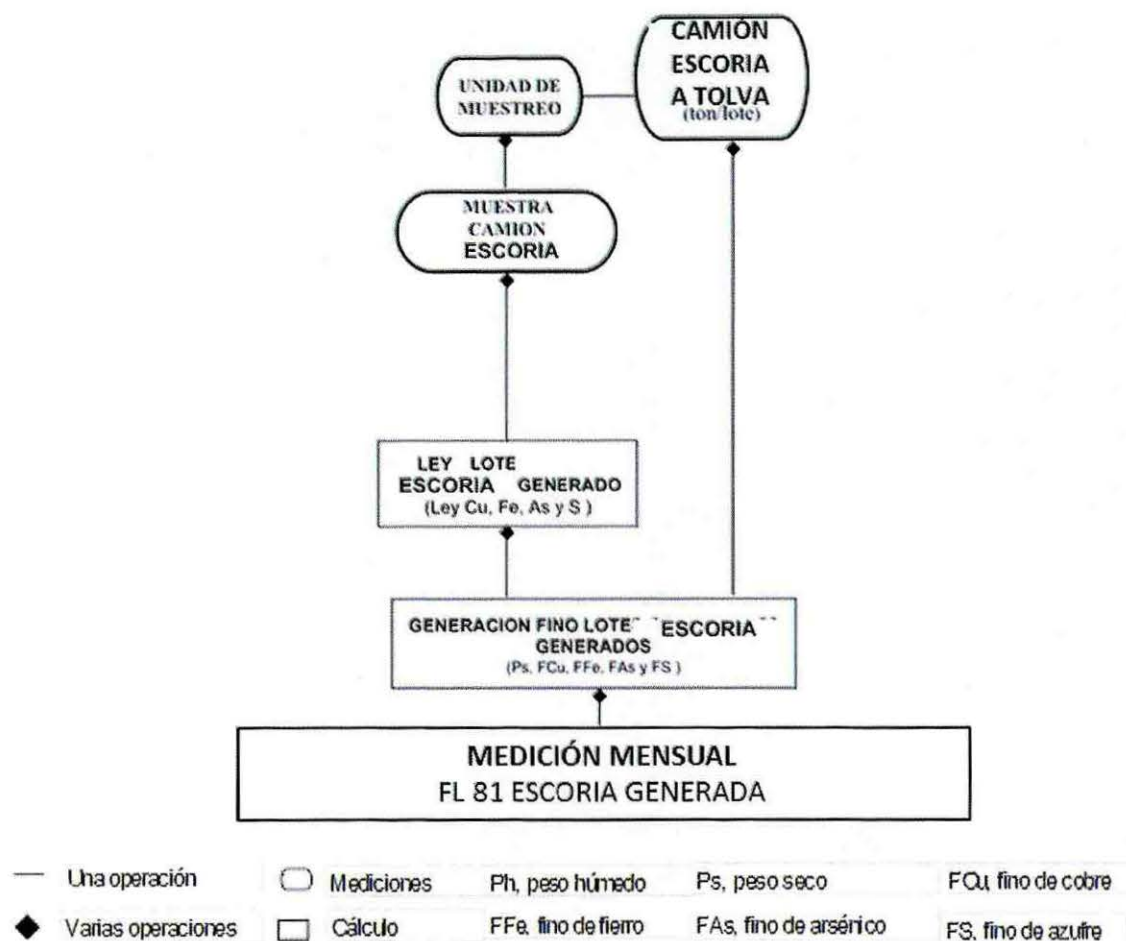 CAMIÓN
ESCORIA
A TOLVA
(ton/lote)
UNIDAD DE
MUESTREO
MUESTRA
CAMION
ESCORIA
LEY LOTE
ESCORIA GENERADO
(Ley Cu, Fe, As y S )
GENERACION FINO LOTE ESCORIA
GENERADOS
(Ps, FCu, FFe, FAs y FS )
MEDICIÓN MENSUAL
FL 81 ESCORIA GENERADA
Una operación Mediciones Ph, peso húmedo Ps, peso seco FCu, fino de cobre
Varias operaciones Cálculo FFe, fino de fierro FAs, fino de arsénico FS, fino de azufre